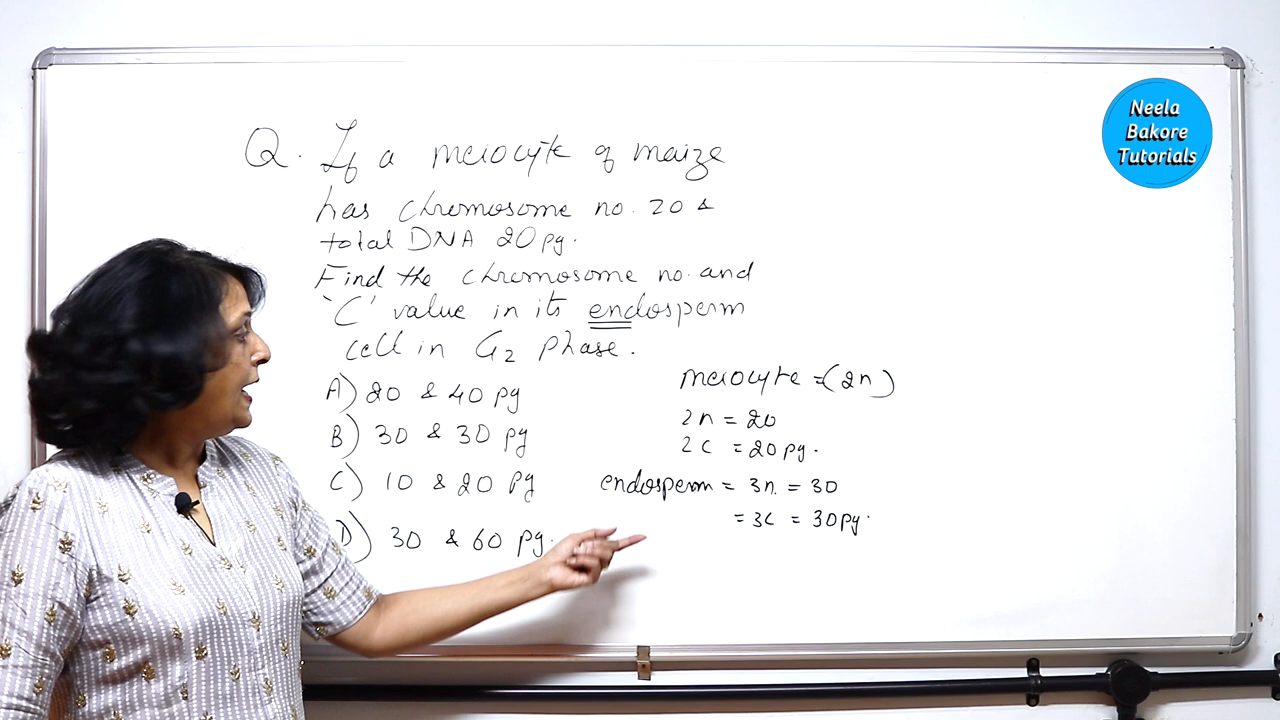 Neela
Bakore
Tutorials
Q. If a meiocyte of maize
has chromosome no. 20 &
total DNA 20 pg.
Find the chromosome no. and
'C' value in its endosperm
cell in G2 phase.
A) 20 & 40 pg
B) 30 & 30 pg
C) 10 & 20 pg
D) 30 & 60 pg.
meiocyte = (2n)
2n = 20
2C = 20 pg.
endosperm = 3n. = 30
= 3C = 30 pg.